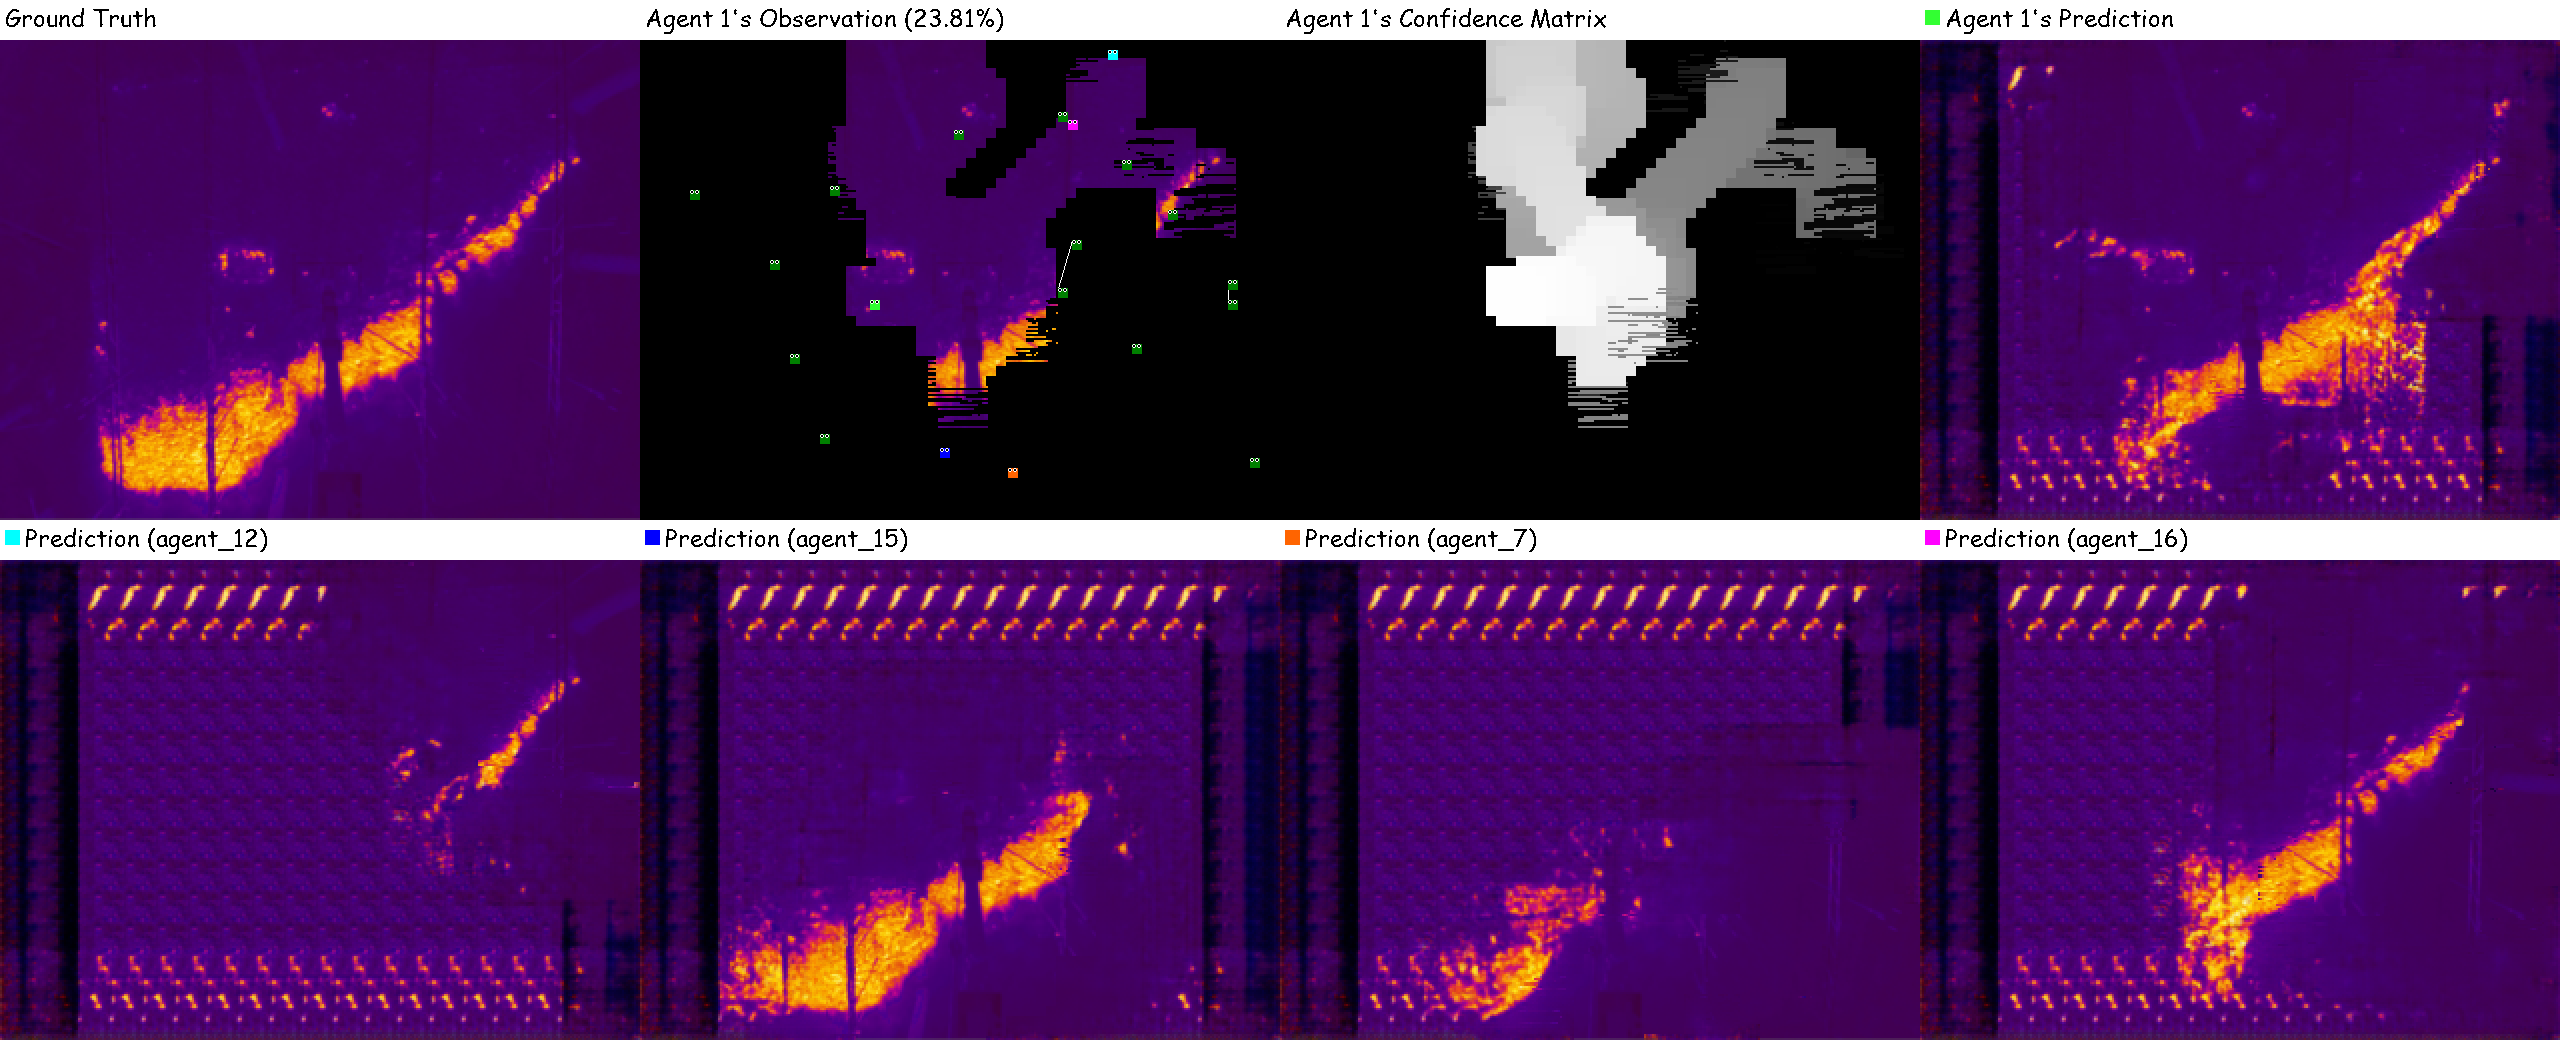 Ground Truth
Agent 1's Observation (23.81%)
Agent 1's Confidence Matrix
Agent 1's Prediction
Prediction (agent_12)
Prediction (agent_15)
Prediction (agent_7)
Prediction (agent_16)